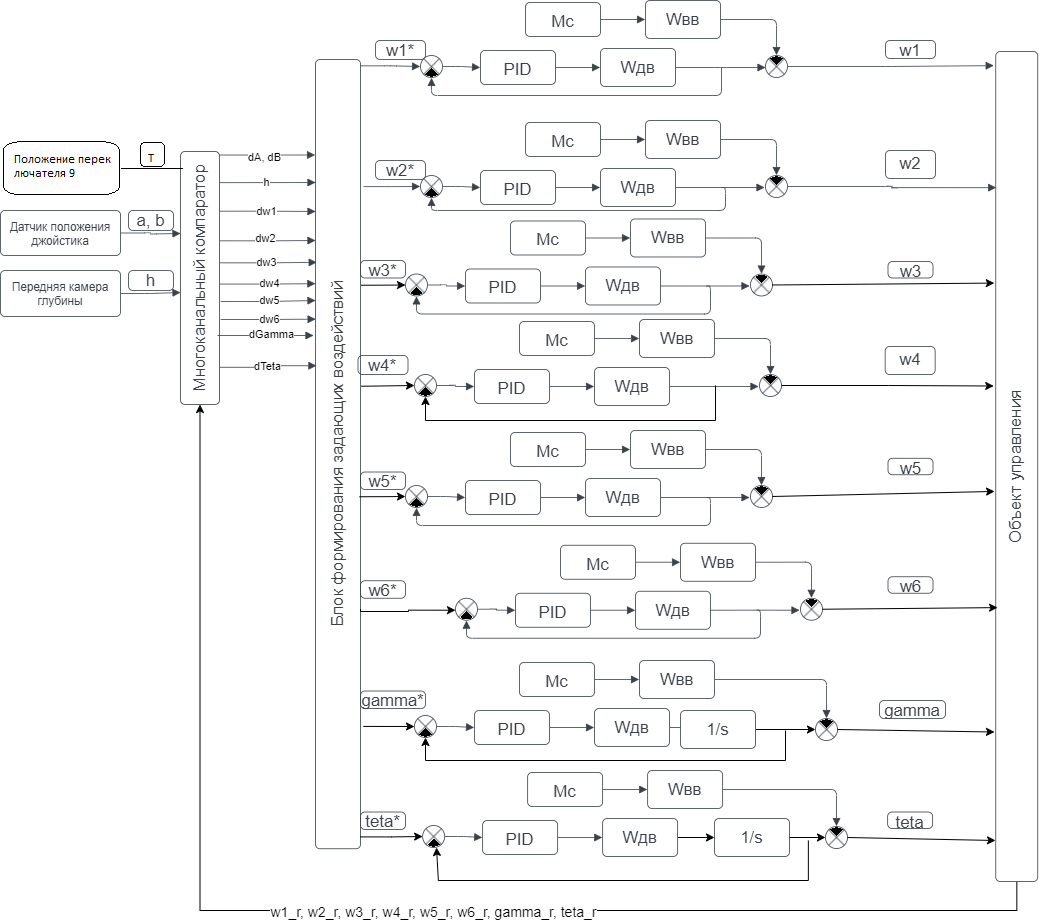 Mc
Wвв
w1*
PID
Wдв
w1
Mc
Wвв
w2*
PID
Wдв
w2
Положение перек
лючателя 9
т
Датчик положения
джойстика
a, b
Передняя камера
глубины
h
Многоканальный компаратор
dA, dB
h
dw1
dw2
dw3
dw4
dw5
dw6
dGamma
dTeta
Блок формирования задающих воздействий
Mc
Wвв
w3*
PID
Wдв
w3
Mc
Wвв
w4*
PID
Wдв
w4
Mc
Wвв
w5*
PID
Wдв
w5
Mc
Wвв
w6*
PID
Wдв
w6
Mc
Wвв
gamma*
PID
Wдв
1/s
gamma
Mc
Wвв
teta*
PID
Wдв
1/s
teta
Объект управления
w1_r, w2_r, w3_r, w4_r, w5_r, w6_r, gamma_r, teta_r